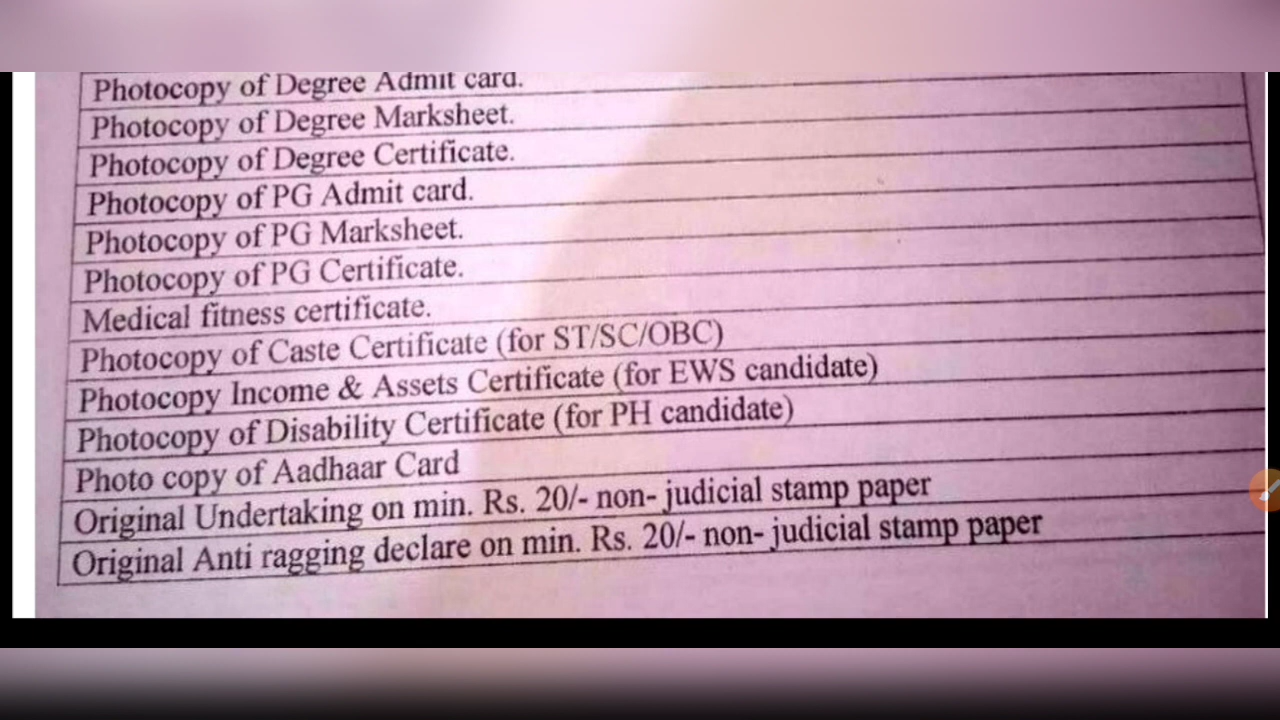 Photocopy of Degree Admit card.
Photocopy of Degree Marksheet.
Photocopy of Degree Certificate.
Photocopy of PG Admit card.
Photocopy of PG Marksheet.
Photocopy of PG Certificate.
Medical fitness certificate.
Photocopy of Caste Certificate (for ST/SC/OBC)
Photocopy Income & Assets Certificate (for EWS candidate)
Photocopy of Disability Certificate (for PH candidate)
Photo copy of Aadhaar Card
Original Undertaking on min. Rs. 20/- non- judicial stamp paper
Original Anti ragging declare on min. Rs. 20/- non- judicial stamp paper